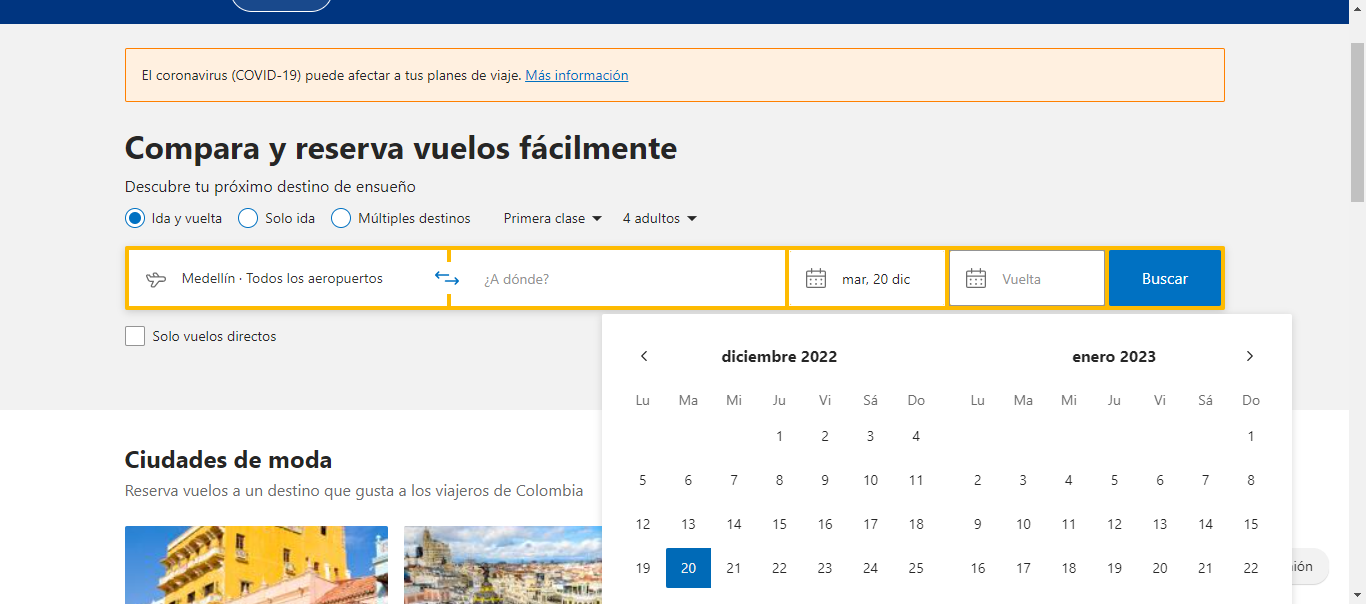 El coronavirus (COVID-19) puede afectar a tus planes de viaje. Más información
Compara y reserva vuelos fácilmente
Descubre tu próximo destino de ensueño
Ida y vuelta Solo ida Múltiples destinos Primera clase 4 adultos
Medellín · Todos los aeropuertos ¿A dónde? mar, 20 dic Vuelta Buscar
Solo vuelos directos
diciembre 2022 enero 2023
Lu Ma Mi Ju Vi Sá Do Lu Ma Mi Ju Vi Sá Do
1 2 3 4 1
5 6 7 8 9 10 11 2 3 4 5 6 7 8
12 13 14 15 16 17 18 9 10 11 12 13 14 15
19 20 21 22 23 24 25 16 17 18 19 20 21 22
Ciudades de moda
Reserva vuelos a un destino que gusta a los viajeros de Colombia